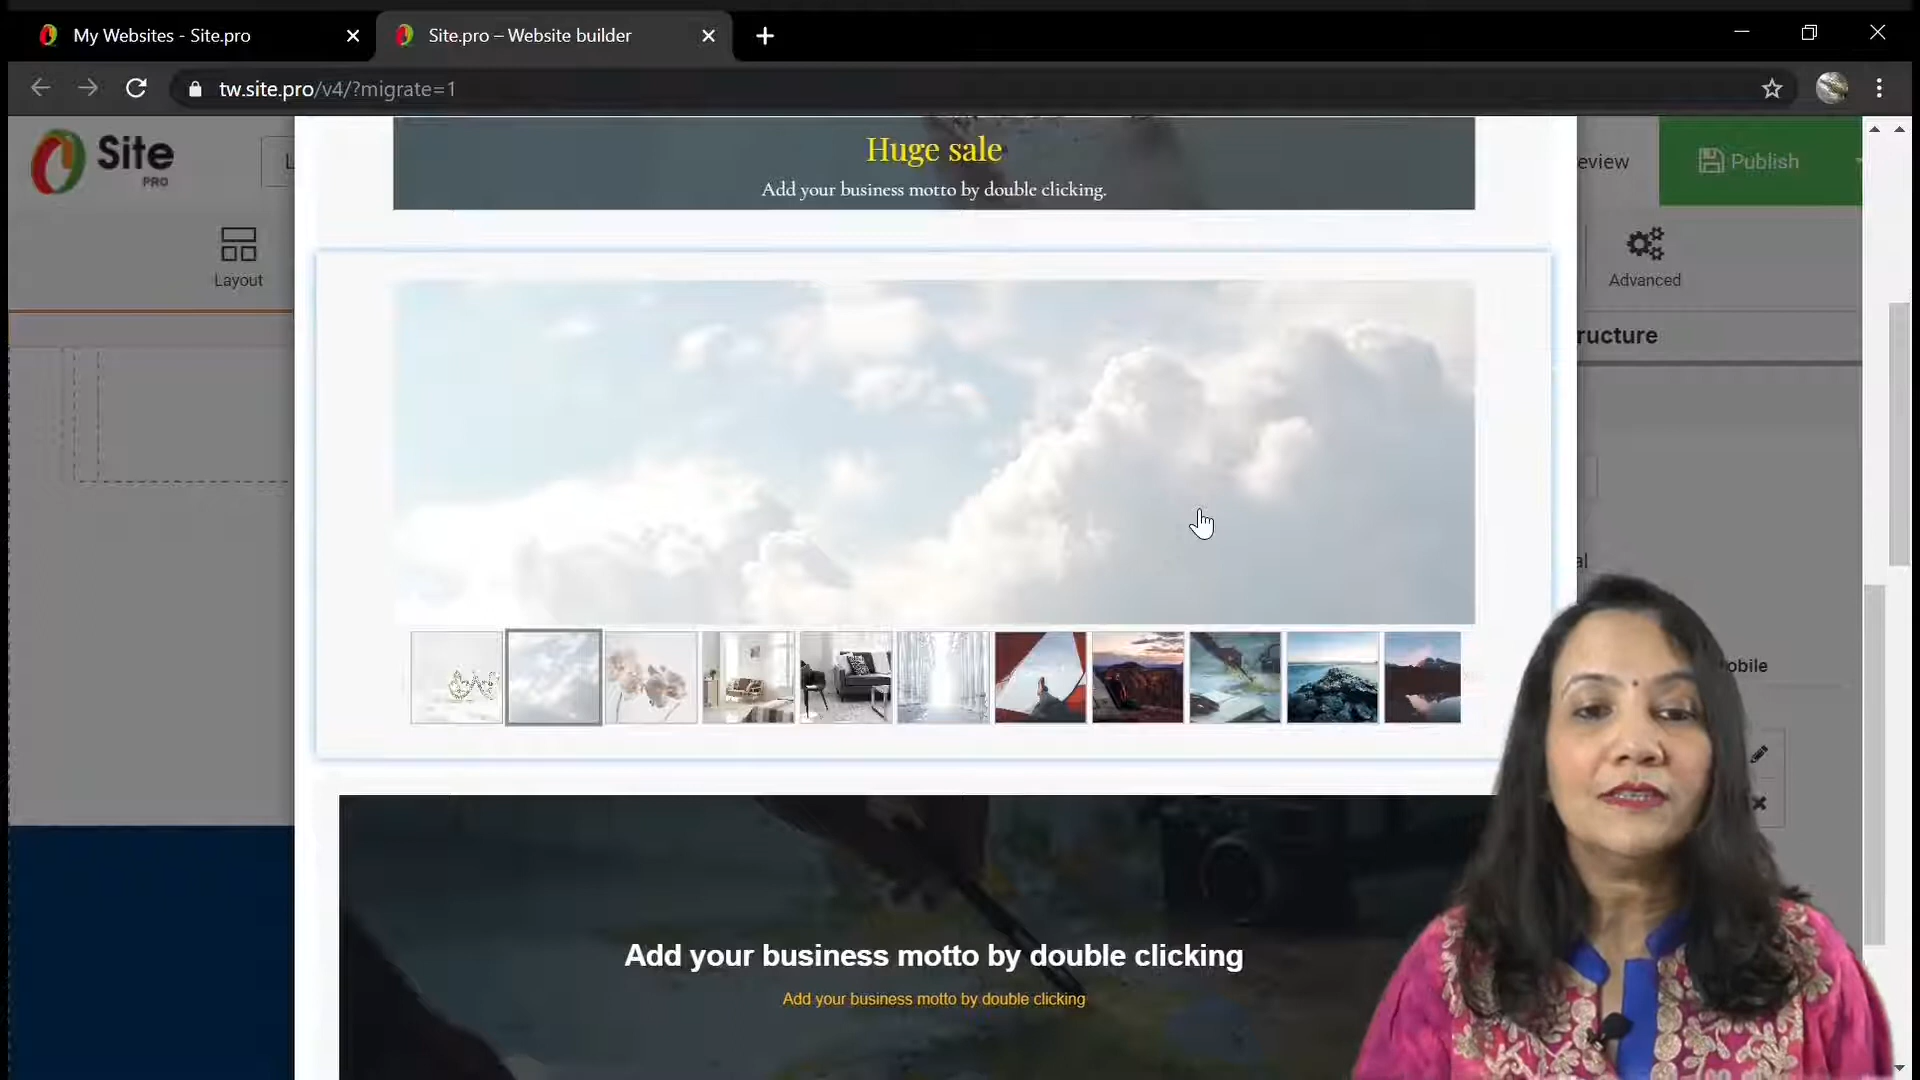 My Websites - Site.pro
Site.pro – Website builder
tw.site.pro/v4/?migrate=1
Site
PRO
L
eview
Publish
Huge sale
Add your business motto by double clicking.
Layout
Advanced
ructure
al
obile
Add your business motto by double clicking
Add your business motto by double clicking